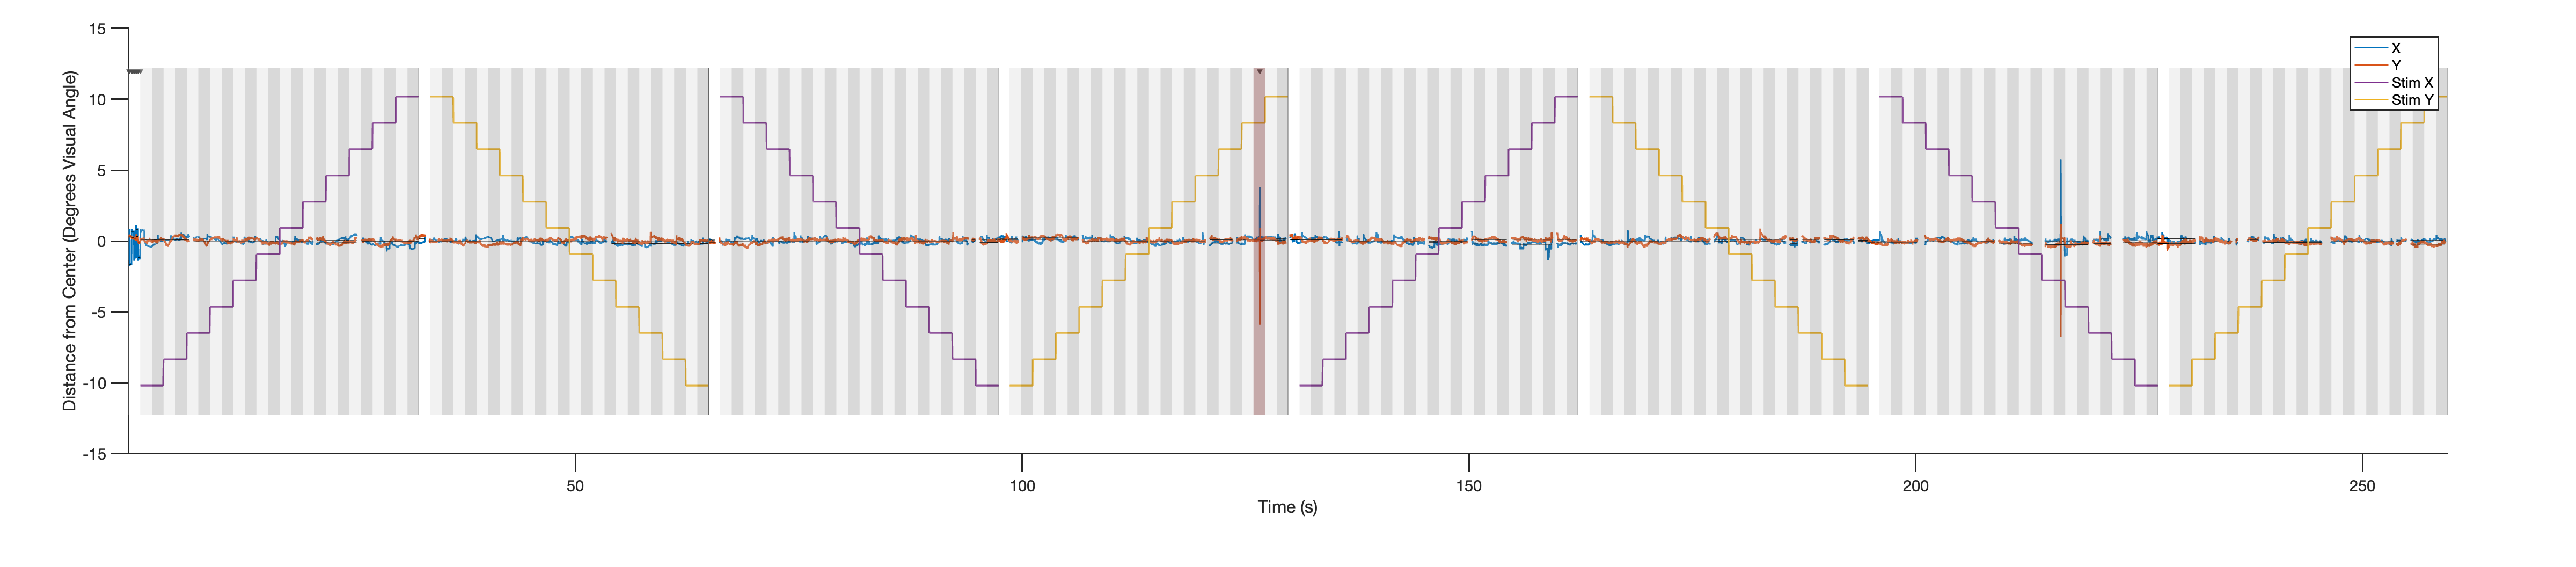 15
10
5
0
-5
-10
-15
Distance from Center (Degrees Visual Angle)
50
100
150
200
250
Time (s)
X
Y
Stim X
Stim Y